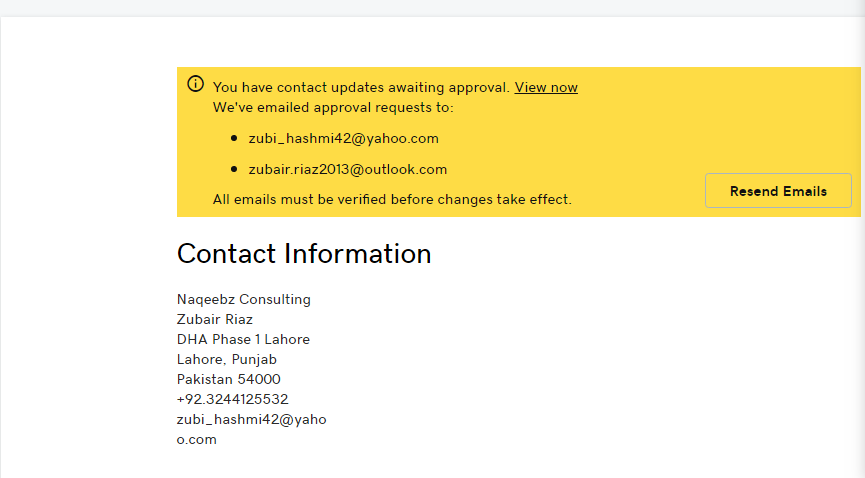 You have contact updates awaiting approval. View now
We've emailed approval requests to:
zubi_hashmi42@yahoo.com
zubair.riaz2013@outlook.com
All emails must be verified before changes take effect.
Resend Emails
Contact Information
Naqeebz Consulting
Zubair Riaz
DHA Phase 1 Lahore
Lahore, Punjab
Pakistan 54000
+92.3244125532
zubi_hashmi42@yaho
o.com